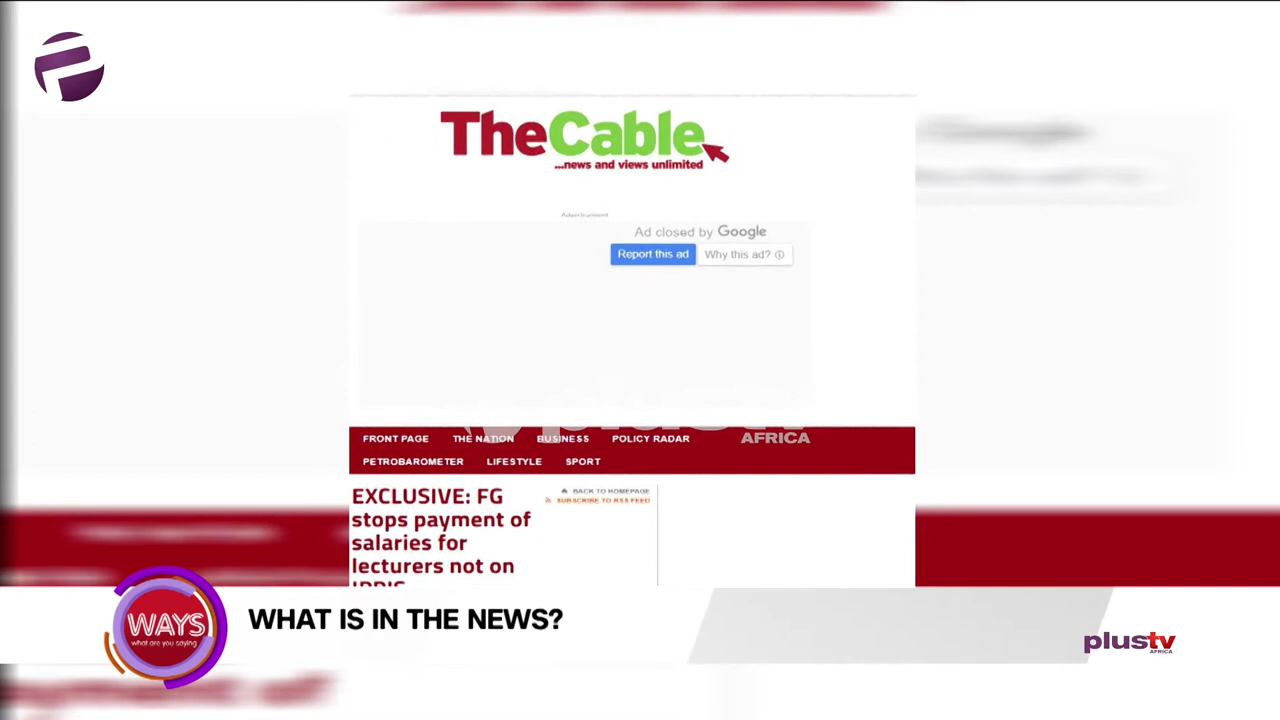 TheCable
...news and views unlimited
Advertisement
Ad closed by Google
Report this ad
Why this ad?
plustv
AFRICA
FRONT PAGE THE NATION BUSINESS POLICY RADAR
PETROBAROMETER LIFESTYLE SPORT
EXCLUSIVE: FG
stops payment of
salaries for
lecturers not on
BACK TO HOMEPAGE
SUBSCRIBE TO RSS FEED
WAYS
what are you saying
WHAT IS IN THE NEWS?
plustv
AFRICA